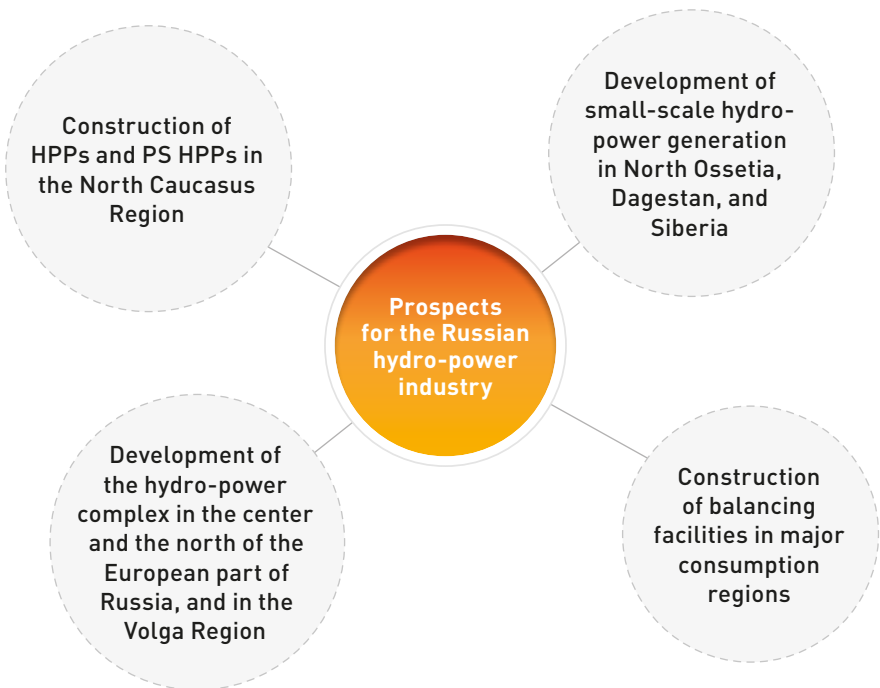 Construction of
HPPs and PS HPPs in
the North Caucasus
Region
Development of
small-scale hydro-
power generation
in North Ossetia,
Dagestan, and
Siberia
Prospects
for the Russian
hydro-power
industry
Development of
the hydro-power
complex in the center
and the north of the
European part of
Russia, and in the
Volga Region
Construction
of balancing
facilities in major
consumption
regions